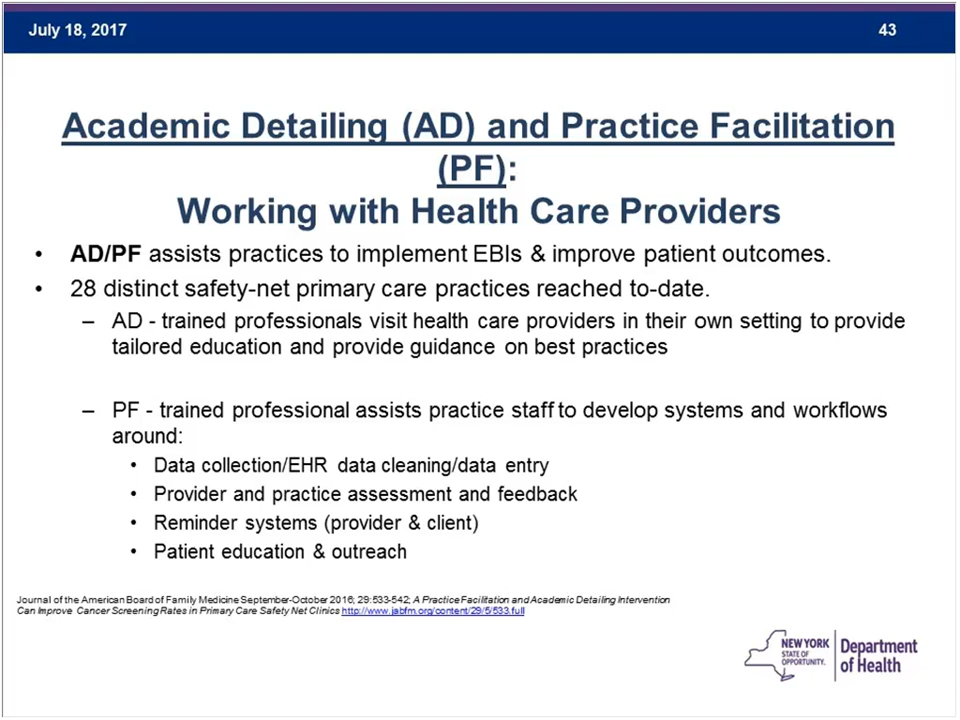 July 18, 2017 43
Academic Detailing (AD) and Practice Facilitation
(PF):
Working with Health Care Providers
• AD/PF assists practices to implement EBIs & improve patient outcomes.
• 28 distinct safety-net primary care practices reached to-date.
– AD - trained professionals visit health care providers in their own setting to provide
tailored education and provide guidance on best practices
– PF - trained professional assists practice staff to develop systems and workflows
around:
• Data collection/EHR data cleaning/data entry
• Provider and practice assessment and feedback
• Reminder systems (provider & client)
• Patient education & outreach
Journal of the American Board of Family Medicine September-October 2016; 29:533-542; A Practice Facilitation and Academic Detailing Intervention
Can Improve Cancer Screening Rates in Primary Care Safety Net Clinics http://www.jabfm.org/content/29/5/533.full
NEW YORK
STATE OF
OPPORTUNITY.
Department
of Health